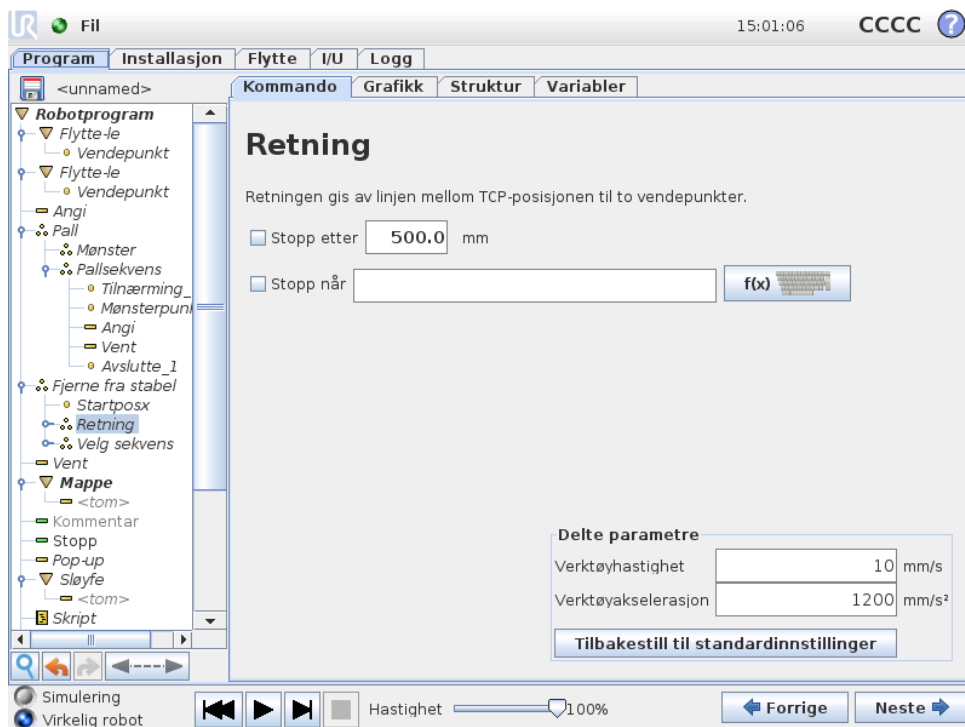 UR Fil 15:01:06 CCCC ?
Program Installasjon Flytte I/U Logg
<unnamed>
Kommando Grafikk Struktur Variabler
Robotprogram
Flytte-le
Vendepunkt
Flytte-le
Vendepunkt
Angi
Pall
Mønster
Pallsekvens
Tilnærming_
Mønsterpun
Angi
Vent
Avslutte_1
Fjerne fra stabel
Startposx
Retning
Velg sekvens
Vent
Mappe
<tom>
Kommentar
Stopp
Pop-up
Sløyfe
<tom>
Skript
Retning
Retningen gis av linjen mellom TCP-posisjonen til to vendepunkter.
Stopp etter 500.0 mm
Stopp når f(x)
Delte parametre
Verktøyhastighet 10 mm/s
Verktøyakselerasjon 1200 mm/s²
Tilbakestill til standardinnstillinger
Simulering
Virkelig robot
Hastighet 100%
Forrige Neste